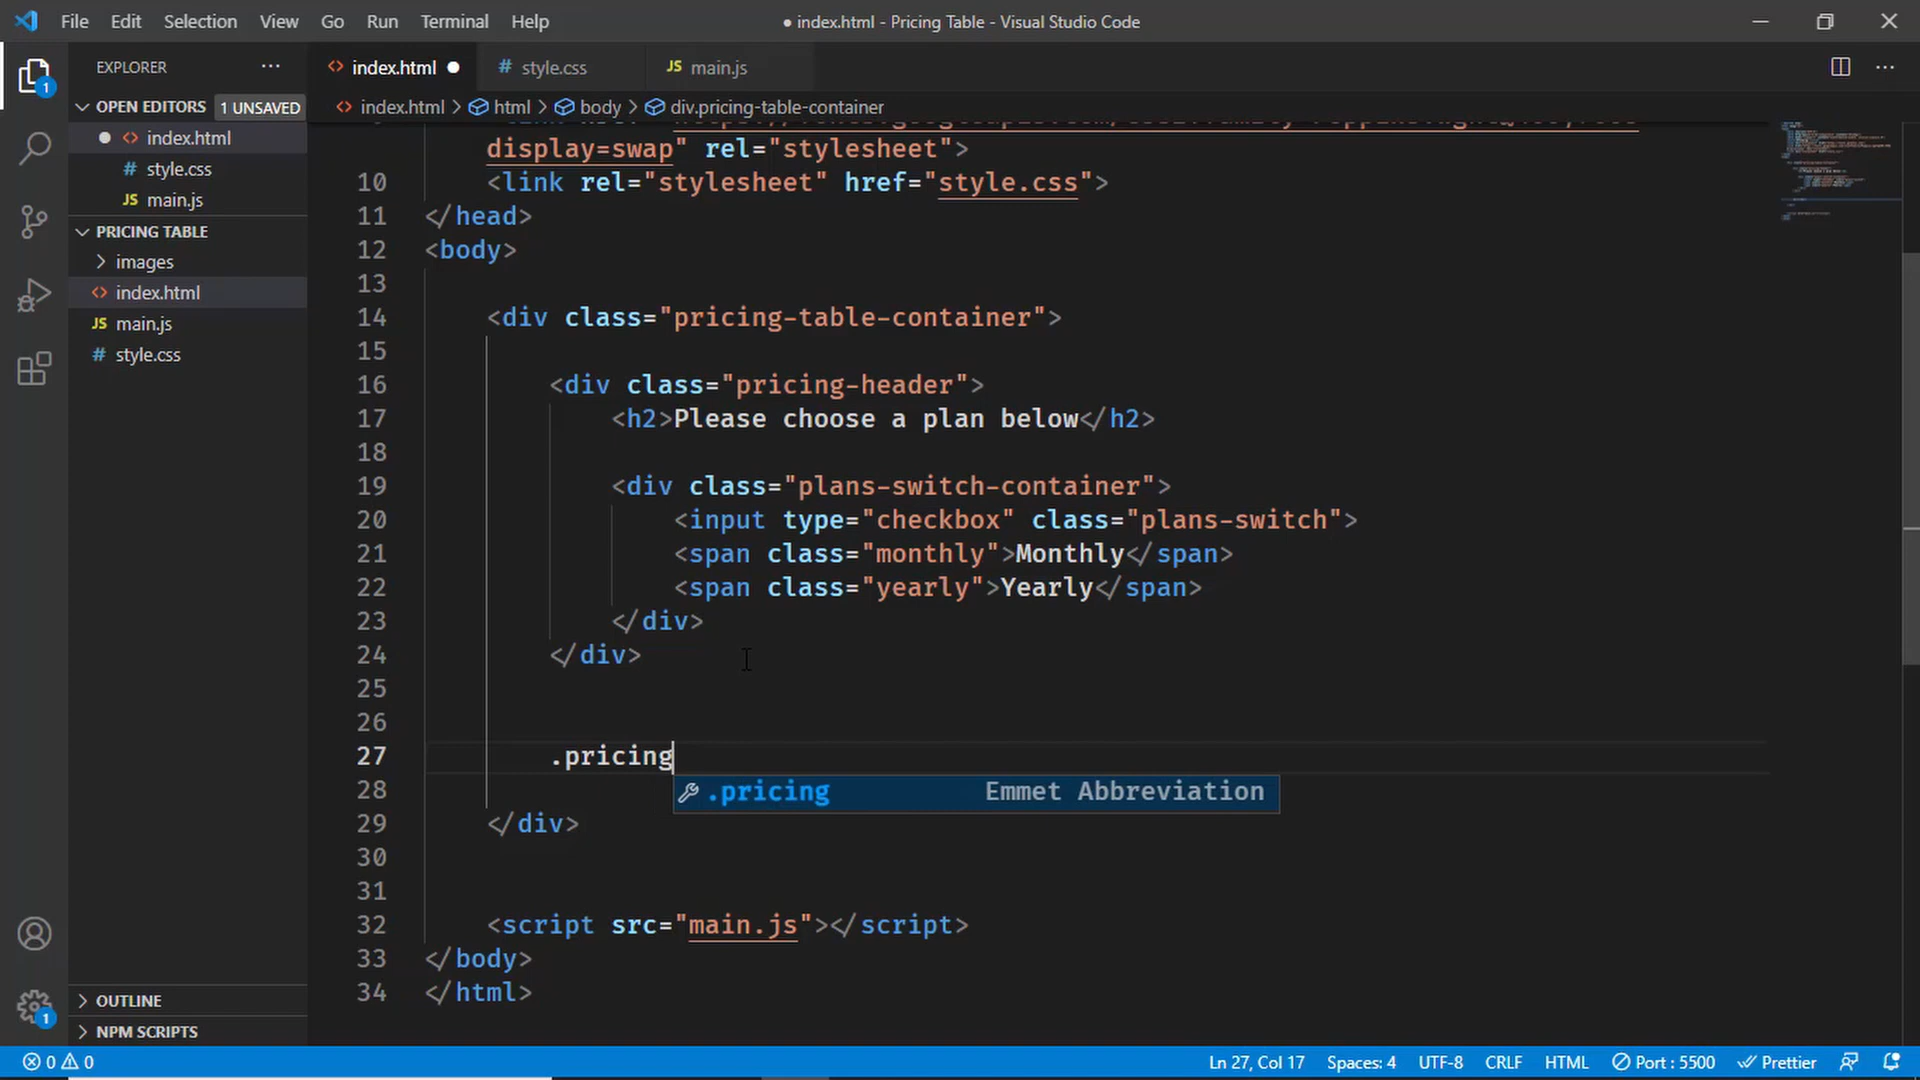 File Edit Selection View Go Run Terminal Help
● index.html - Pricing Table - Visual Studio Code
EXPLORER
OPEN EDITORS 1 UNSAVED
index.html
style.css
main.js
PRICING TABLE
images
index.html
main.js
style.css
OUTLINE
NPM SCRIPTS
index.html style.css main.js
index.html > html > body > div.pricing-table-container
display=swap" rel="stylesheet">
10 <link rel="stylesheet" href="style.css">
11 </head>
12 <body>
13
14 <div class="pricing-table-container">
15
16 <div class="pricing-header">
17 <h2>Please choose a plan below</h2>
18
19 <div class="plans-switch-container">
20 <input type="checkbox" class="plans-switch">
21 <span class="monthly">Monthly</span>
22 <span class="yearly">Yearly</span>
23 </div>
24 </div>
25
26
27 .pricing
.pricing Emmet Abbreviation
28
29 </div>
30
31
32 <script src="main.js"></script>
33 </body>
34 </html>
1
1
0 0 Ln 27, Col 17 Spaces: 4 UTF-8 CRLF HTML Port : 5500 Prettier